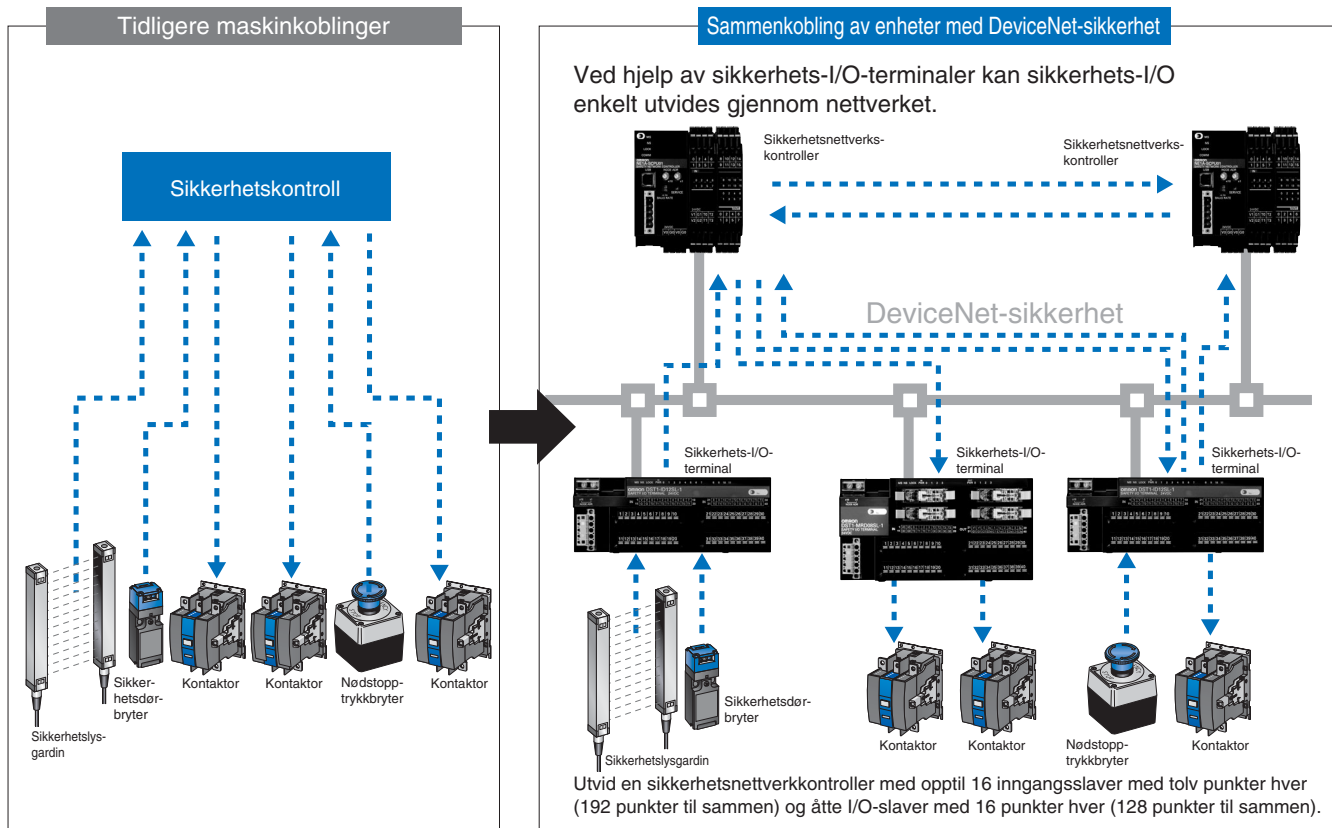 Tidligere maskinkoblinger
Sikkerhetskontroll
Sikker-
hetsdør-
bryter
Kontaktor
Kontaktor
Nødstopp-
trykkbryter
Kontaktor
Sikkerhetslys-
gardin
Sammenkobling av enheter med DeviceNet-sikkerhet
Ved hjelp av sikkerhets-I/O-terminaler kan sikkerhets-I/O
enkelt utvides gjennom nettverket.
Sikkerhetsnettverks-
kontroller
Sikkerhetsnettverks-
kontroller
DeviceNet-sikkerhet
Sikkerhets-I/O-
terminal
Sikkerhets-I/O-
terminal
Sikkerhets-I/O-
terminal
Sikkerhetsdør-
bryter
Sikkerhetslysgardin
Kontaktor
Kontaktor
Nødstopp-
trykkbryter
Kontaktor
Utvid en sikkerhetsnettverkkontroller med opptil 16 inngangsslaver med tolv punkter hver
(192 punkter til sammen) og åtte I/O-slaver med 16 punkter hver (128 punkter til sammen).